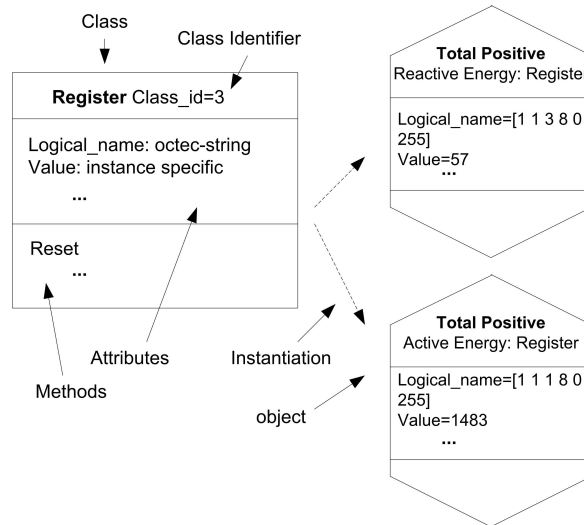 Class
Class Identifier
Register Class_id=3
Logical_name: octec-string
Value: instance specific
...
Reset
...
Attributes
Methods
Instantiation
object
Total Positive
Reactive Energy: Register
Logical_name=[1 1 3 8 0
255]
Value=57
...
Total Positive
Active Energy: Register
Logical_name=[1 1 1 8 0
255]
Value=1483
...